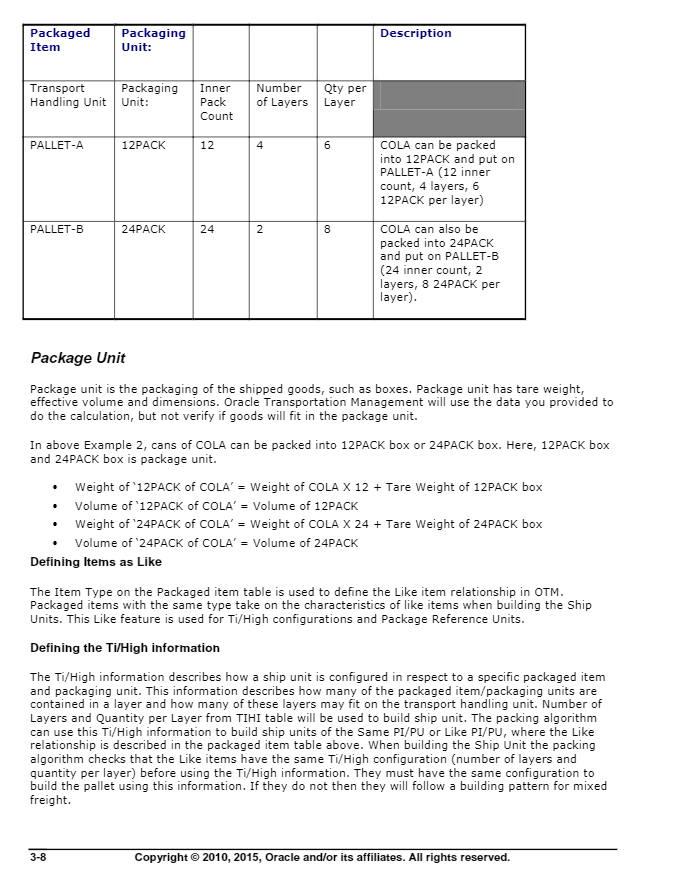 Packaged Item
Packaging Unit:
Description
Transport Handling Unit
Packaging Unit:
Inner Pack Count
Number of Layers
Qty per Layer
PALLET-A
12PACK
12
4
6
COLA can be packed
into 12PACK and put on
PALLET-A (12 inner
count, 4 layers, 6
12PACK per layer)
PALLET-B
24PACK
24
2
8
COLA can also be
packed into 24PACK
and put on PALLET-B
(24 inner count, 2
layers, 8 24PACK per
layer).
Package Unit
Package unit is the packaging of the shipped goods, such as boxes. Package unit has tare weight,
effective volume and dimensions. Oracle Transportation Management will use the data you provided to
do the calculation, but not verify if goods will fit in the package unit.
In above Example 2, cans of COLA can be packed into 12PACK box or 24PACK box. Here, 12PACK box
and 24PACK box is package unit.
• Weight of ‘12PACK of COLA’ = Weight of COLA X 12 + Tare Weight of 12PACK box
• Volume of ‘12PACK of COLA’ = Volume of 12PACK
• Weight of ‘24PACK of COLA’ = Weight of COLA X 24 + Tare Weight of 24PACK box
• Volume of ‘24PACK of COLA’ = Volume of 24PACK
Defining Items as Like
The Item Type on the Packaged item table is used to define the Like item relationship in OTM.
Packaged items with the same type take on the characteristics of like items when building the Ship
Units. This Like feature is used for Ti/High configurations and Package Reference Units.
Defining the Ti/High information
The Ti/High information describes how a ship unit is configured in respect to a specific packaged item
and packaging unit. This information describes how many of the packaged item/packaging units are
contained in a layer and how many of these layers may fit on the transport handling unit. Number of
Layers and Quantity per Layer from TIHI table will be used to build ship unit. The packing algorithm
can use this Ti/High information to build ship units of the Same PI/PU or Like PI/PU, where the Like
relationship is described in the packaged item table above. When building the Ship Unit the packing
algorithm checks that the Like items have the same Ti/High configuration (number of layers and
quantity per layer) before using the Ti/High information. They must have the same configuration to
build the pallet using this information. If they do not then they will follow a building pattern for mixed
freight.
3-8 Copyright © 2010, 2015, Oracle and/or its affiliates. All rights reserved.